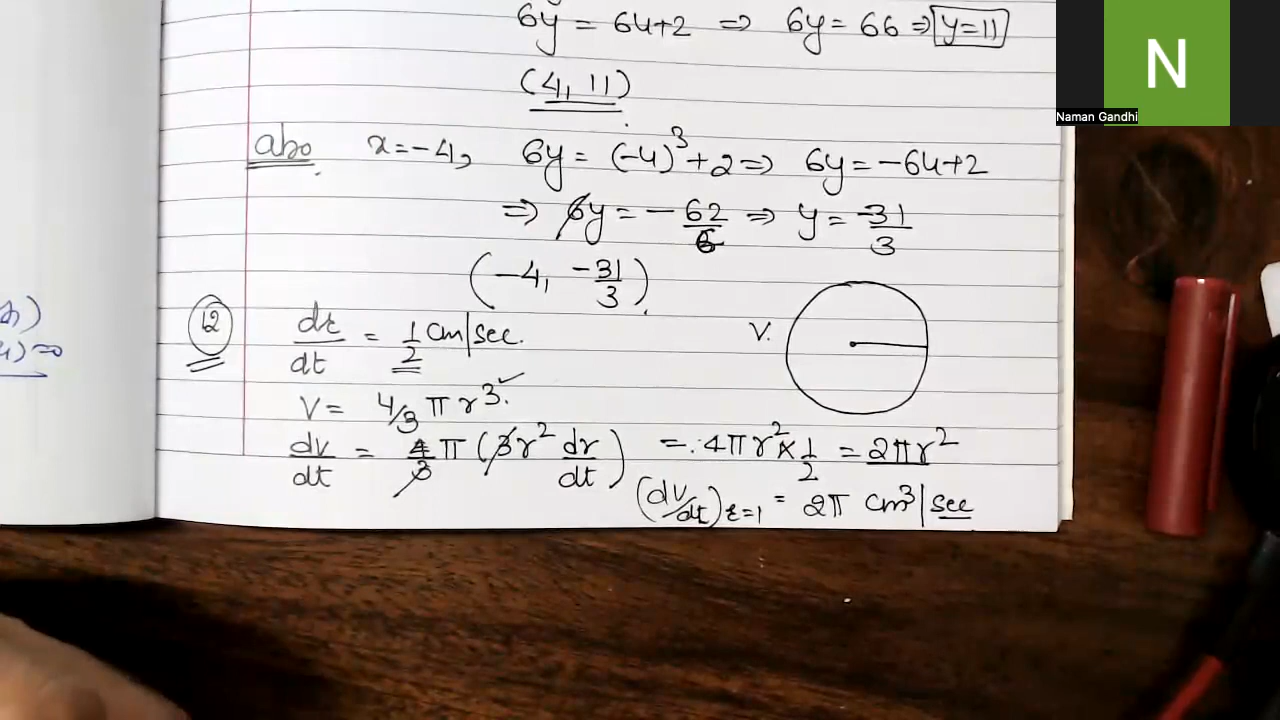 6y = 64+2 ⇒ 6y = 66 ⇒ y=11
(4, 11)
N
Naman Gandhi
also x=-4, 6y = (-4)³+2 ⇒ 6y = -64+2
⇒ 6y = -62/6 ⇒ y = -31/3
(-4, -31/3)
12 dr/dt = 1/2 cm/sec.
V.
V = 4/3 πr³.
dv/dt = 4/3 π (3r² dr/dt) = 4πr² × 1/2 = 2πr²
(dv/dt)r=1 = 2π cm³/sec